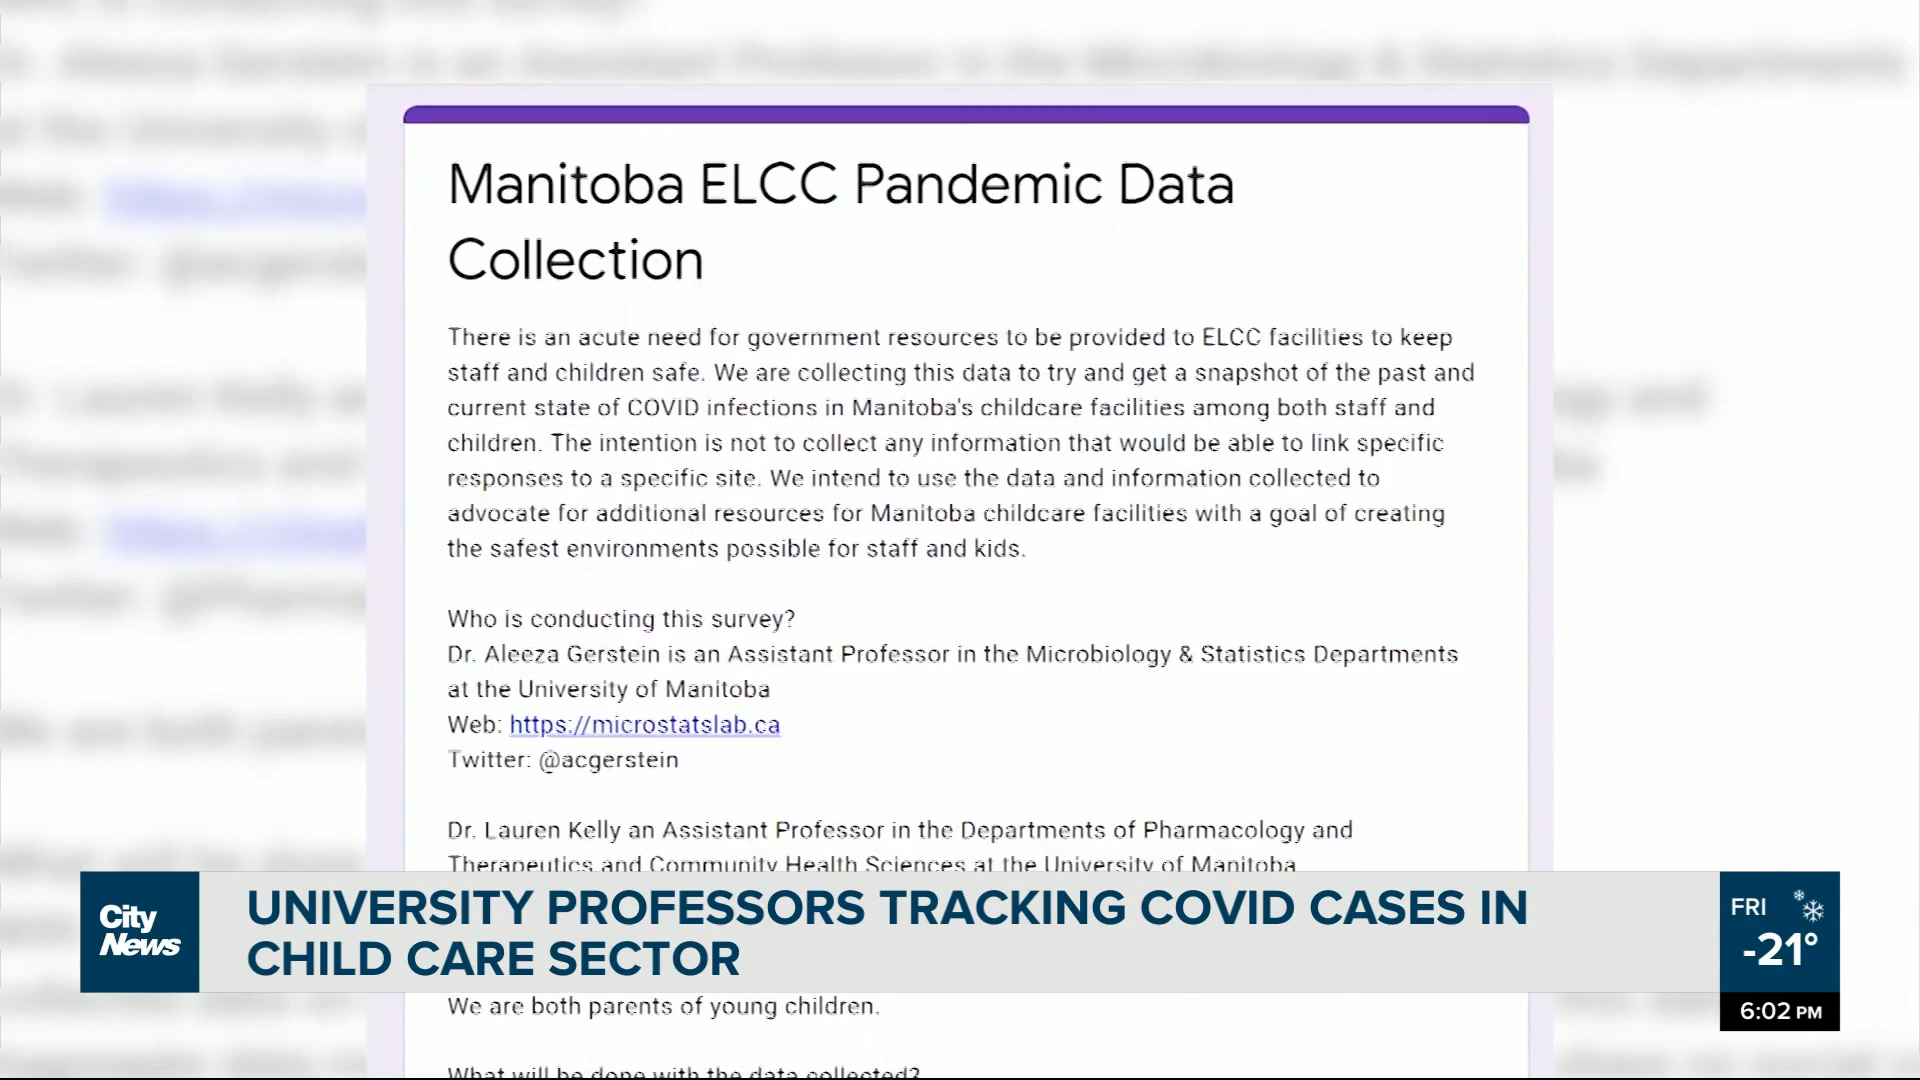 Manitoba ELCC Pandemic Data
Collection
There is an acute need for government resources to be provided to ELCC facilities to keep
staff and children safe. We are collecting this data to try and get a snapshot of the past and
current state of COVID infections in Manitoba's childcare facilities among both staff and
children. The intention is not to collect any information that would be able to link specific
responses to a specific site. We intend to use the data and information collected to
advocate for additional resources for Manitoba childcare facilities with a goal of creating
the safest environments possible for staff and kids.
Who is conducting this survey?
Dr. Aleeza Gerstein is an Assistant Professor in the Microbiology & Statistics Departments
at the University of Manitoba
Web: https://microstatslab.ca
Twitter: @acgerstein
Dr. Lauren Kelly an Assistant Professor in the Departments of Pharmacology and
Therapeutics and Community Health Sciences at the University of Manitoba
City
News
UNIVERSITY PROFESSORS TRACKING COVID CASES IN
CHILD CARE SECTOR
FRI
-21°
6:02 PM
We are both parents of young children.
What will be done with the data collected?